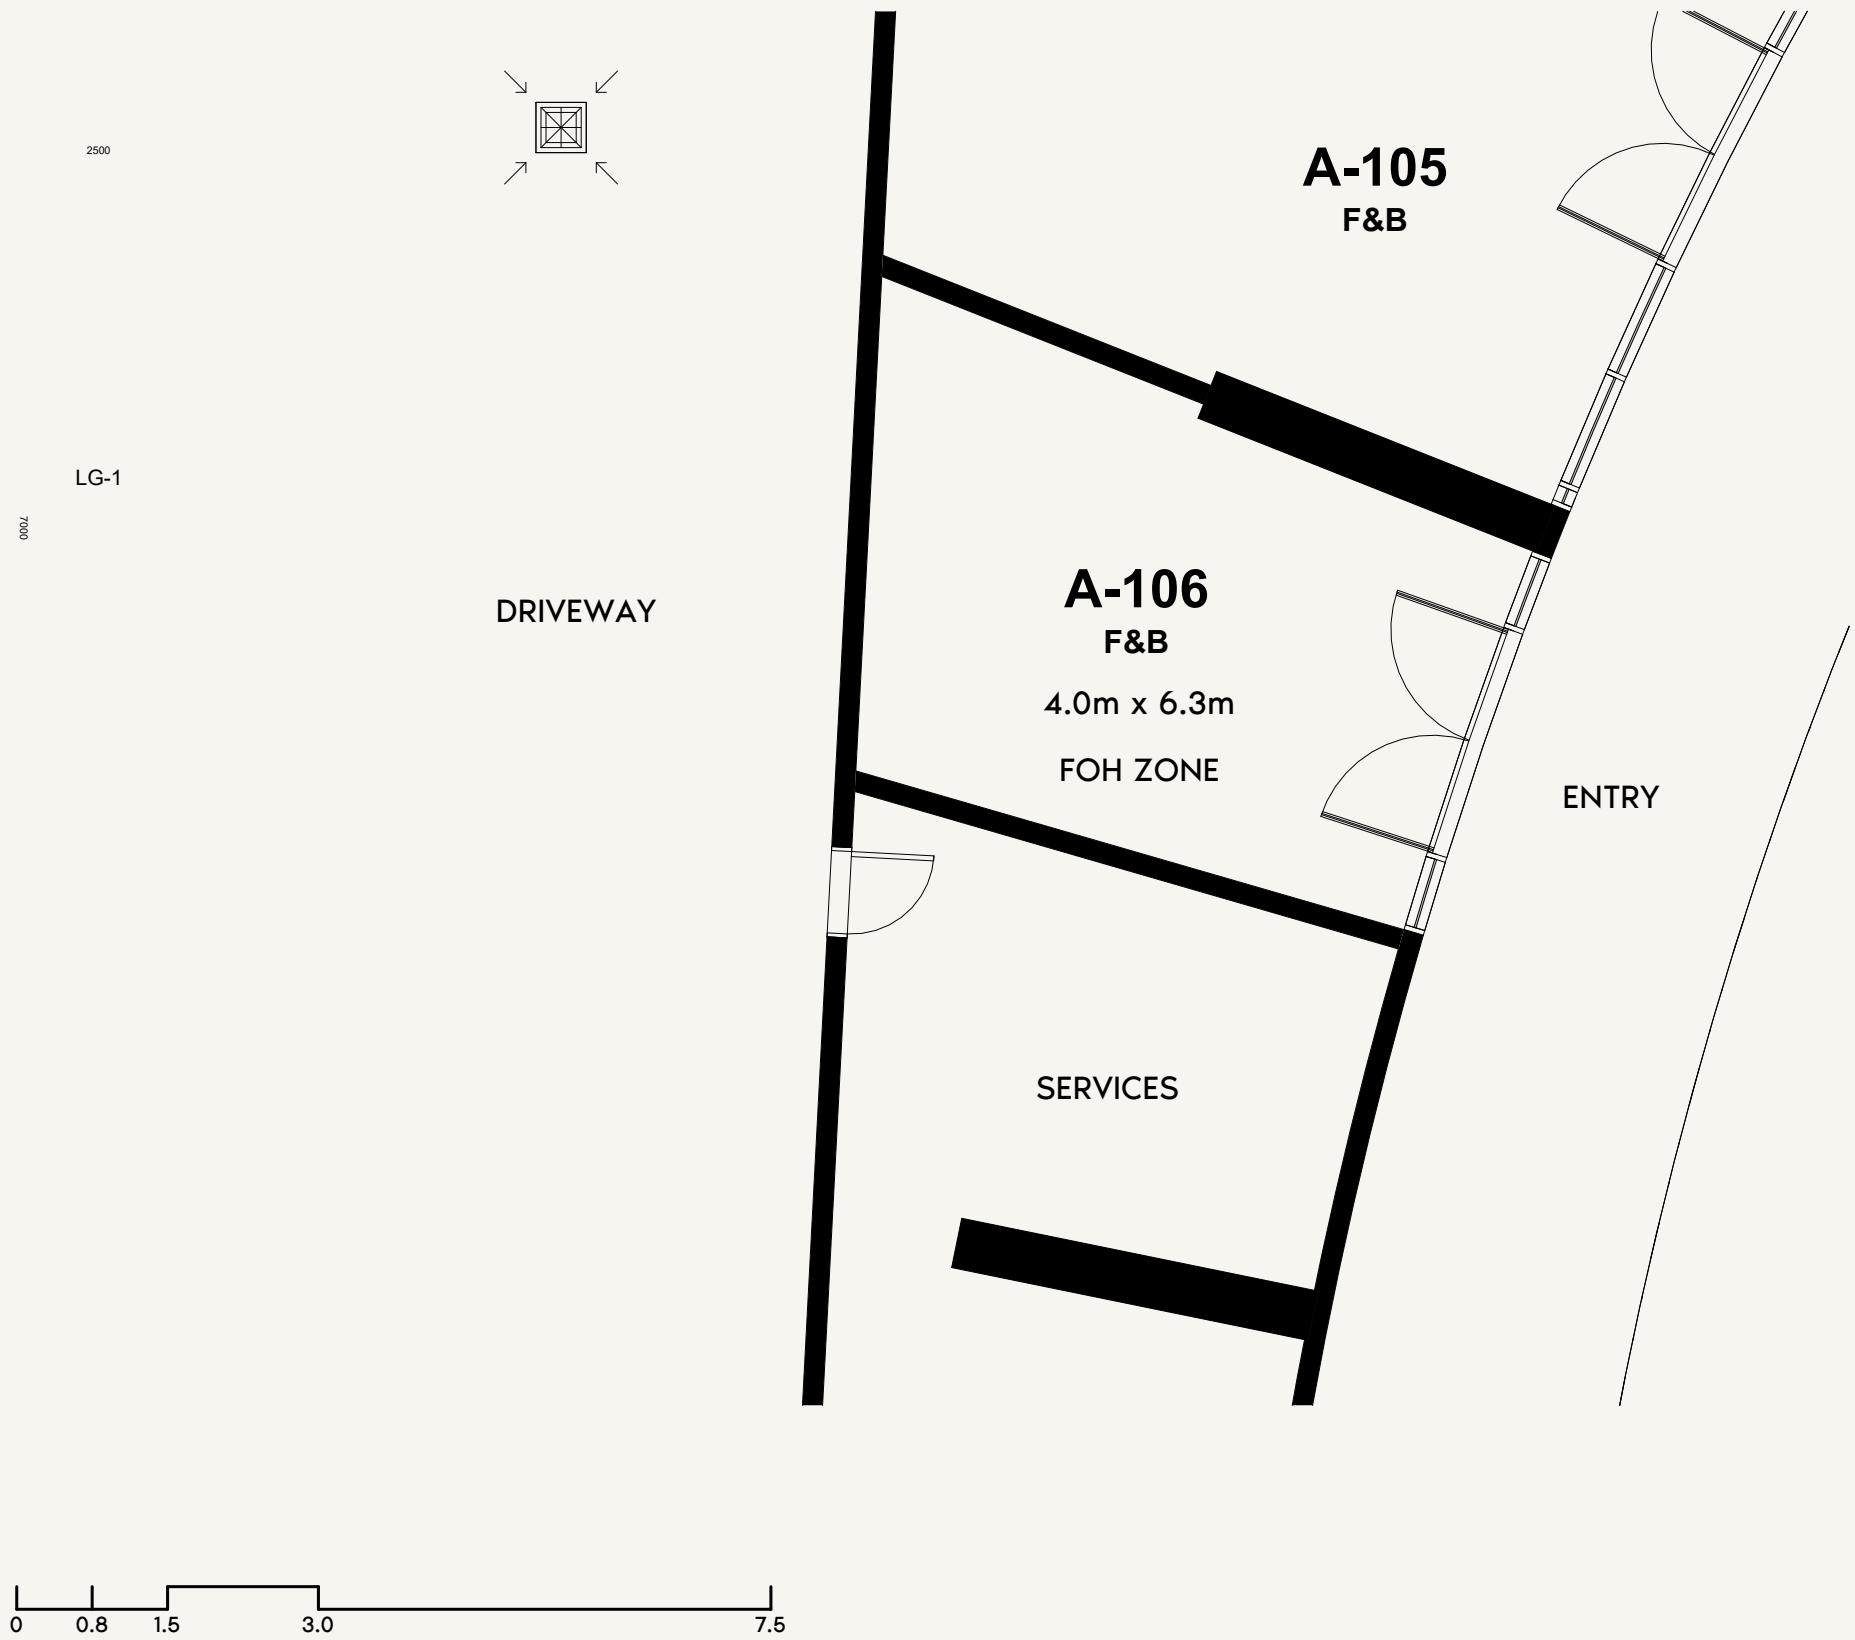 2500
A-105
F&B
LG-1
7000
DRIVEWAY
A-106
F&B
4.0m x 6.3m
FOH ZONE
ENTRY
SERVICES
0 0.8 1.5 3.0 7.5